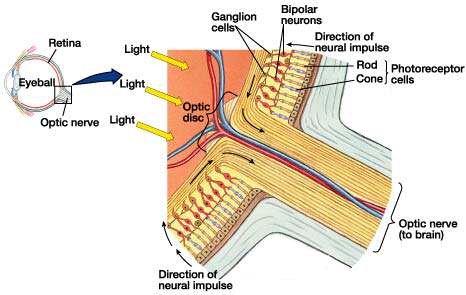 Retina
Eyeball
Optic nerve
Light
Light
Light
Ganglion
cells
Bipolar
neurons
Direction of
neural impulse
Rod
Cone
Photoreceptor
cells
Optic
disc
Optic nerve
(to brain)
Direction of
neural impulse